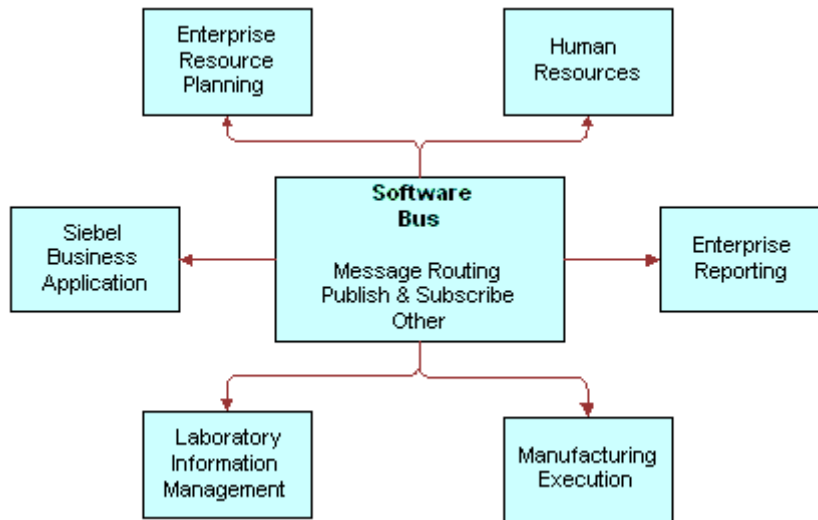 Enterprise
Resource
Planning
Human
Resources
Software
Bus
Message Routing
Publish & Subscribe
Other
Siebel
Business
Application
Enterprise
Reporting
Laboratory
Information
Management
Manufacturing
Execution